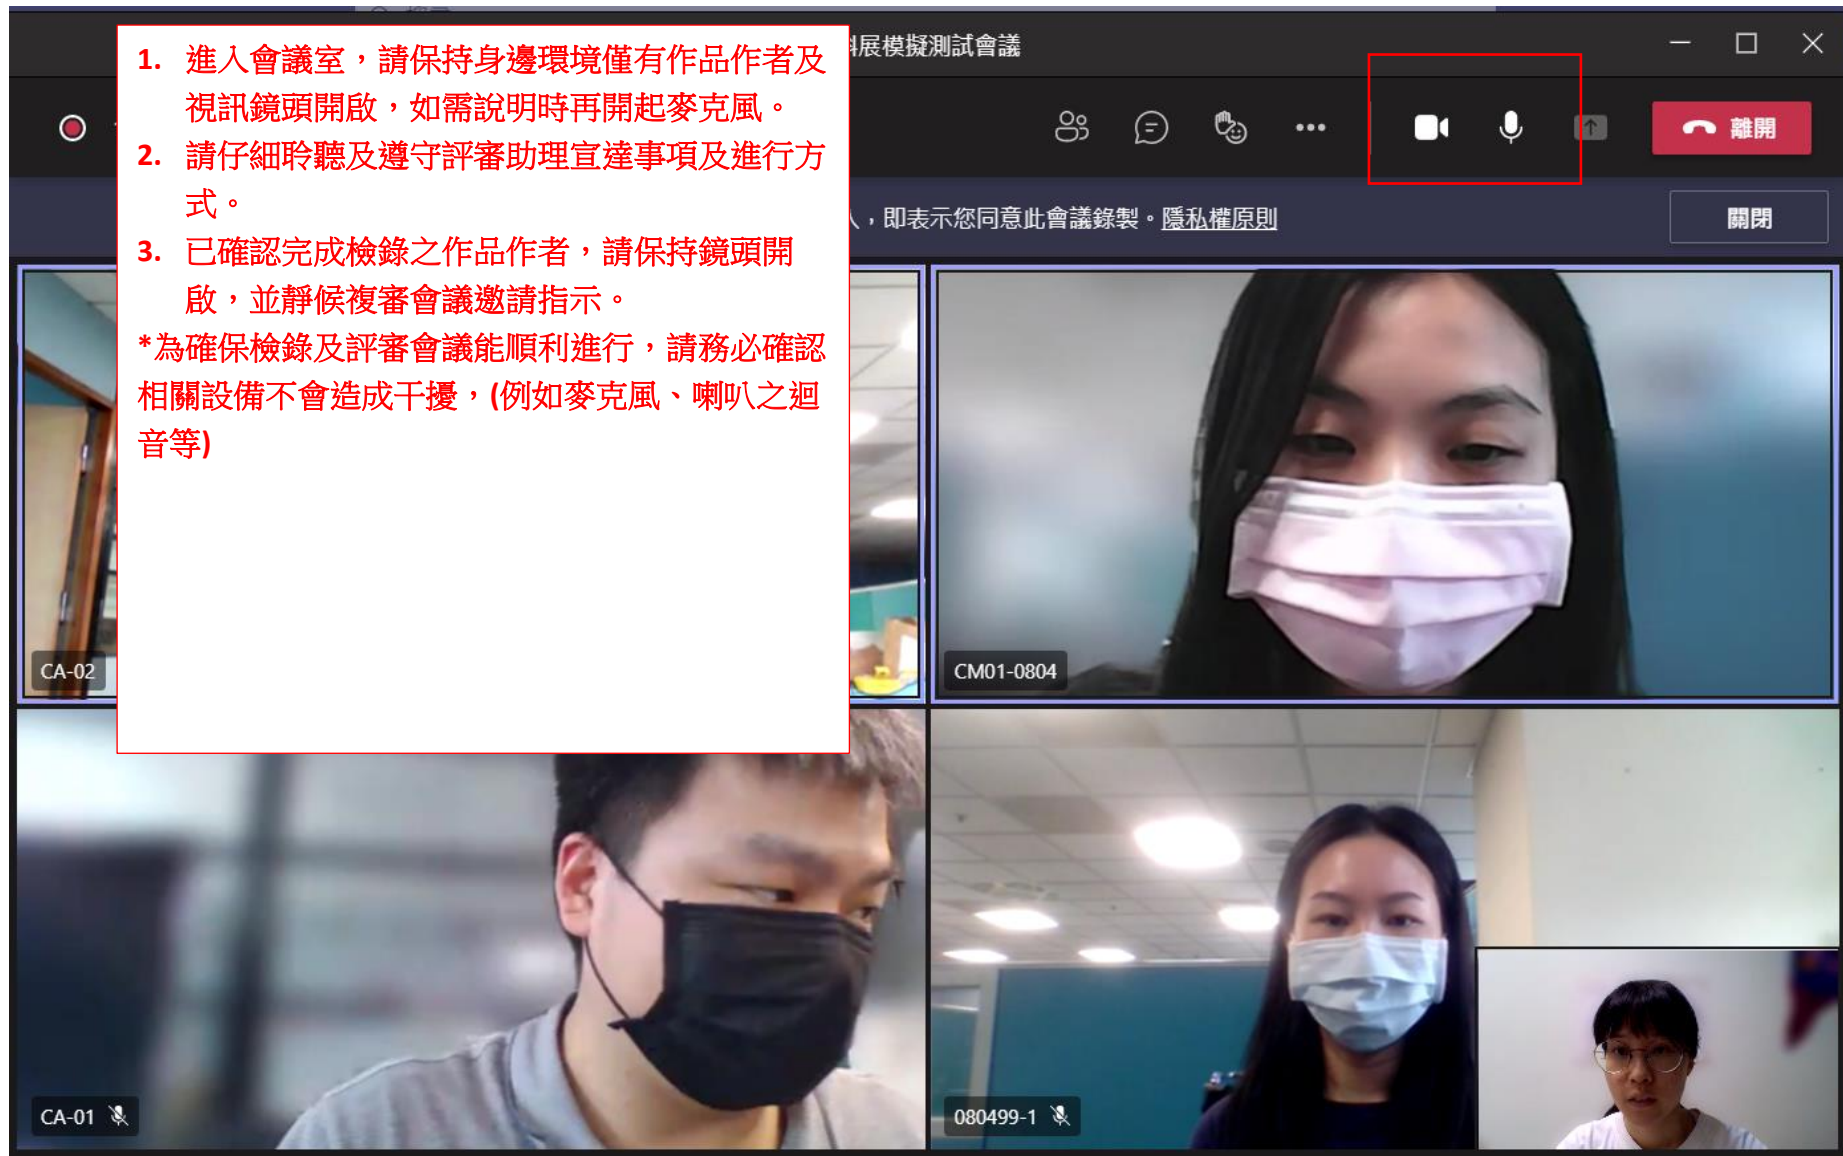 展模擬測試會議
1. 進入會議室，請保持身邊環境僅有作品作者及
視訊鏡頭開啟，如需說明時再開起麥克風。
2. 請仔細聆聽及遵守評審助理宣達事項及進行方
式。
3. 已確認完成檢錄之作品作者，請保持鏡頭開
啟，並靜候複審會議邀請指示。
*為確保檢錄及評審會議能順利進行，請務必確認
相關設備不會造成干擾，(例如麥克風、喇叭之迴
音等)
離開
，即表示您同意此會議錄製。隱私權原則
關閉
CA-02
CM01-0804
CA-01
080499-1